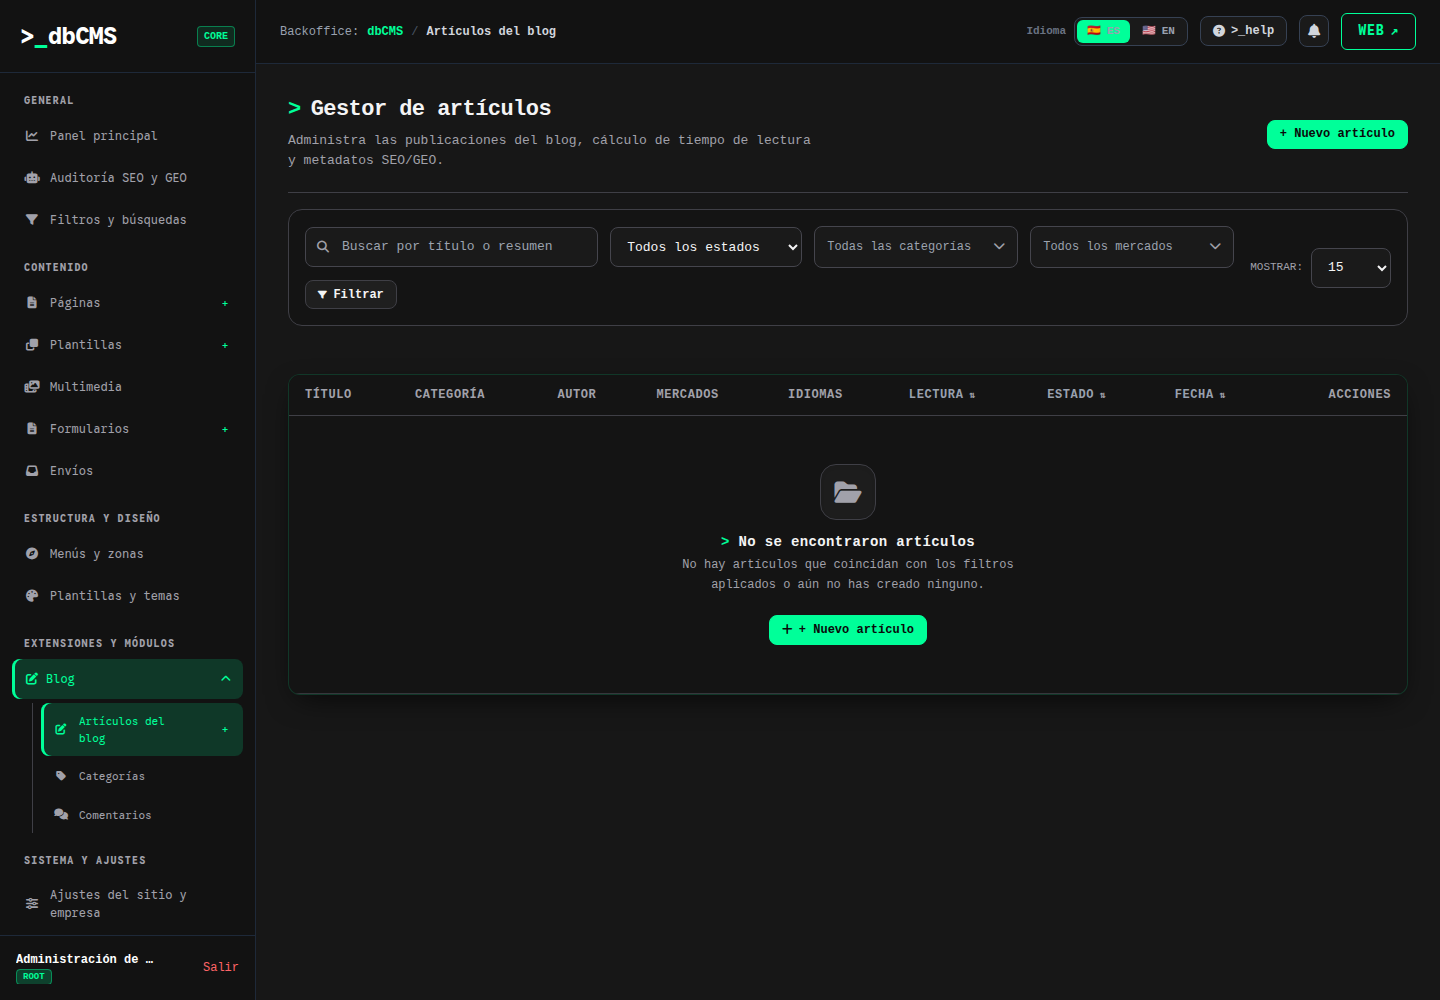 >_dbCMS
CORE
GENERAL
Panel principal
Auditoría SEO y GEO
Filtros y búsquedas
CONTENIDO
Páginas +
Plantillas +
Multimedia
Formularios +
Envíos
ESTRUCTURA Y DISEÑO
Menús y zonas
Plantillas y temas
EXTENSIONES Y MÓDULOS
Blog
Artículos del
blog +
Categorías
Comentarios
SISTEMA Y AJUSTES
Ajustes del sitio y
empresa
Administración de …
ROOT
Salir
Backoffice: dbCMS / Artículos del blog
Idioma
EN
>_help
WEB ↗
> Gestor de artículos
Administra las publicaciones del blog, cálculo de tiempo de lectura
y metadatos SEO/GEO.
+ Nuevo artículo
Buscar por título o resumen
Todos los estados
Todas las categorías
Todos los mercados
MOSTRAR: 15
Filtrar
TÍTULO CATEGORÍA AUTOR MERCADOS IDIOMAS LECTURA ⇅ ESTADO ⇅ FECHA ⇅ ACCIONES
> No se encontraron artículos
No hay artículos que coincidan con los filtros
aplicados o aún no has creado ninguno.
+ Nuevo artículo